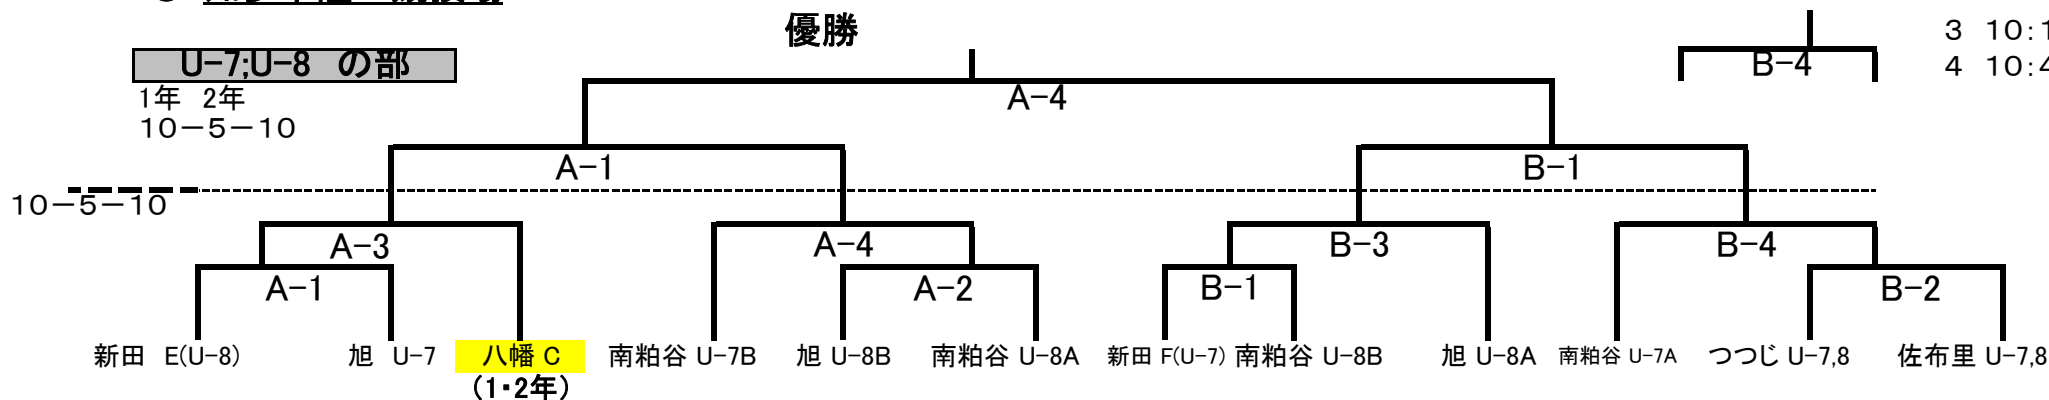 優勝
U-7;U-8 の部
1年 2年
10-5-10
A-4
B-4
3 10:1
4 10:4
A-1
B-1
10-5-10
A-3
A-4
B-3
B-4
A-1
A-2
B-1
B-2
新田 E(U-8)
旭 U-7
八幡 C
(1・2年)
南粕谷 U-7B
旭 U-8B
南粕谷 U-8A
新田 F(U-7)
南粕谷 U-8B
旭 U-8A
南粕谷 U-7A
つつじ U-7,8
佐布里 U-7,8